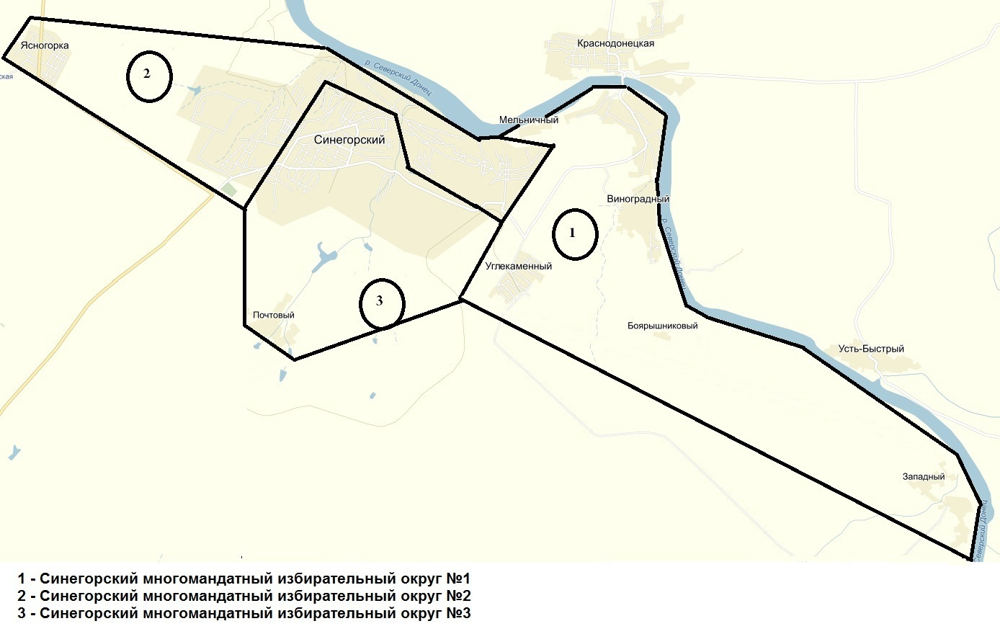 Ясногорка
ская
2
р. Северский Донец
Краснодонецкая
Мельничный
Синегорский
Виноградный
1
р. Северский Донец
Углекаменный
3
Почтовый
Боярышниковый
Усть-Быстрый
Западный
Северский Донец
1 - Синегорский многомандатный избирательный округ №1
2 - Синегорский многомандатный избирательный округ №2
3 - Синегорский многомандатный избирательный округ №3